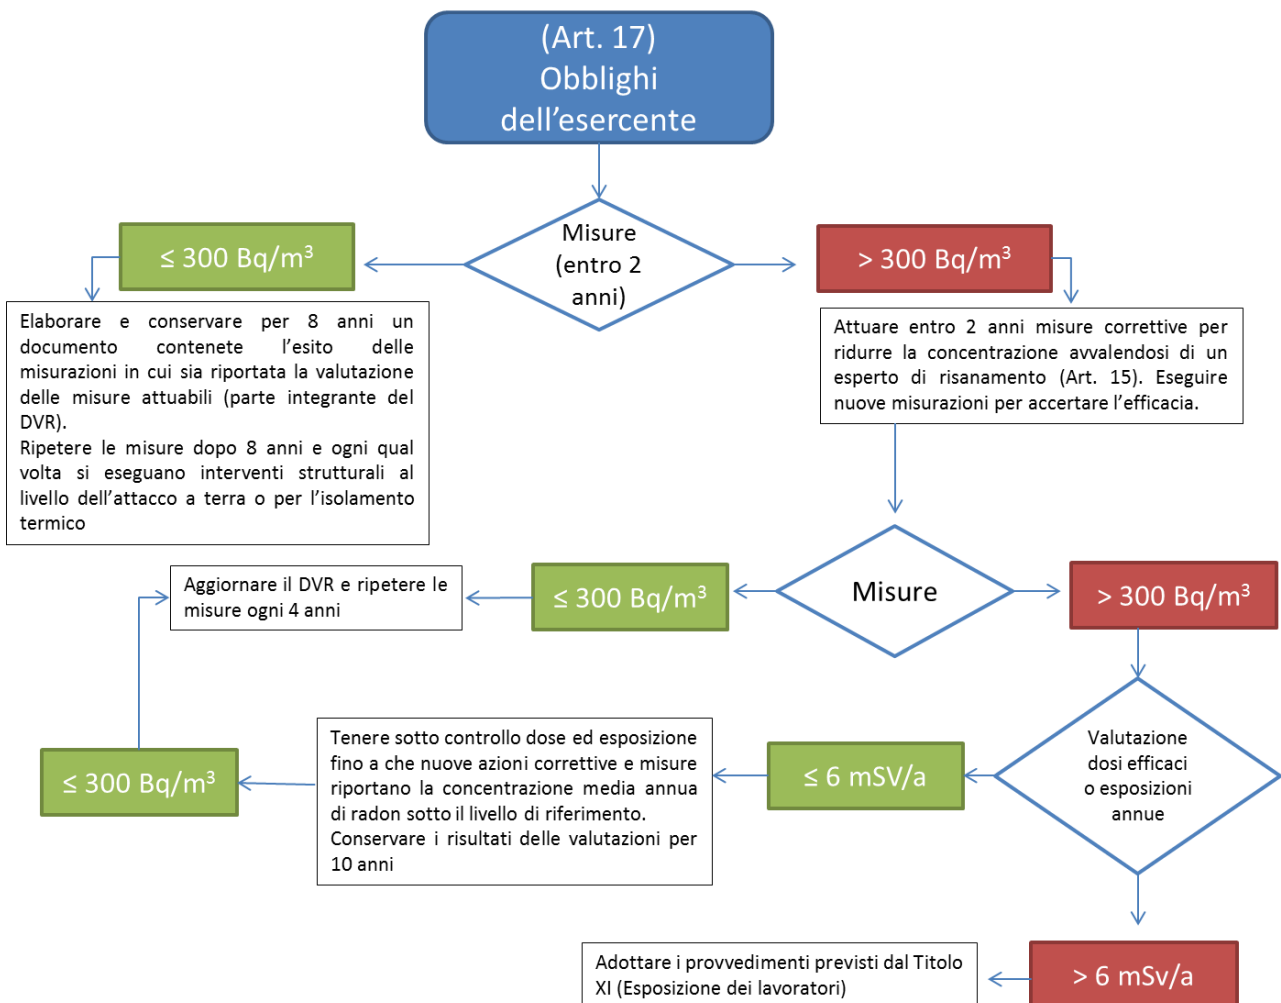 (Art. 17)
Obblighi
dell'esercente
Misure
(entro 2
anni)
≤ 300 Bq/m³
> 300 Bq/m³
Elaborare e conservare per 8 anni un
documento contenete l'esito delle
misurazioni in cui sia riportata la valutazione
delle misure attuabili (parte integrante del
DVR).
Ripetere le misure dopo 8 anni e ogni qual
volta si eseguano interventi strutturali al
livello dell'attacco a terra o per l'isolamento
termico
Attuare entro 2 anni misure correttive per
ridurre la concentrazione avvalendosi di un
esperto di risanamento (Art. 15). Eseguire
nuove misurazioni per accertare l'efficacia.
Misure
≤ 300 Bq/m³
> 300 Bq/m³
Aggiornare il DVR e ripetere le
misure ogni 4 anni
Valutazione
dosi efficaci
o esposizioni
annue
≤ 6 mSV/a
Tenere sotto controllo dose ed esposizione
fino a che nuove azioni correttive e misure
riportano la concentrazione media annua
di radon sotto il livello di riferimento.
Conservare i risultati delle valutazioni per
10 anni
≤ 300 Bq/m³
> 6 mSv/a
Adottare i provvedimenti previsti dal Titolo
XI (Esposizione dei lavoratori)